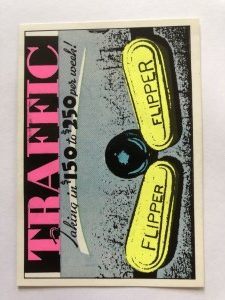 TRAFFIC
taking in $150 to $250 per week!
FLIPPER
FLIPPER